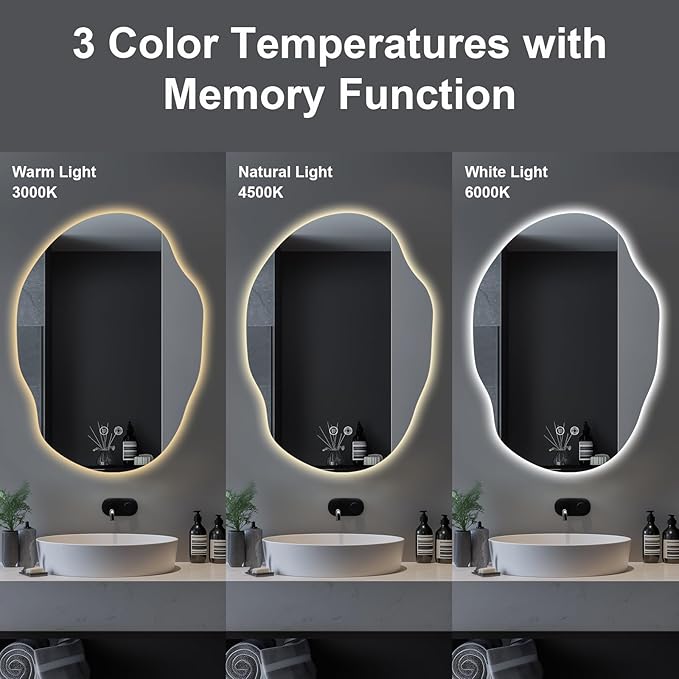 3 Color Temperatures with
Memory Function
Warm Light
3000K
Natural Light
4500K
White Light
6000K